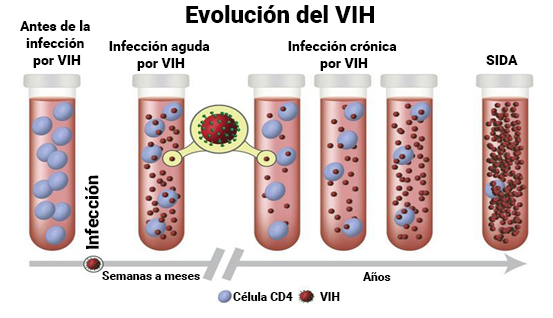 Evolución del VIH
Antes de la
infección
por VIH
Infección aguda
por VIH
Infección crónica
por VIH
SIDA
Infección
Semanas a meses
Años
Célula CD4
VIH